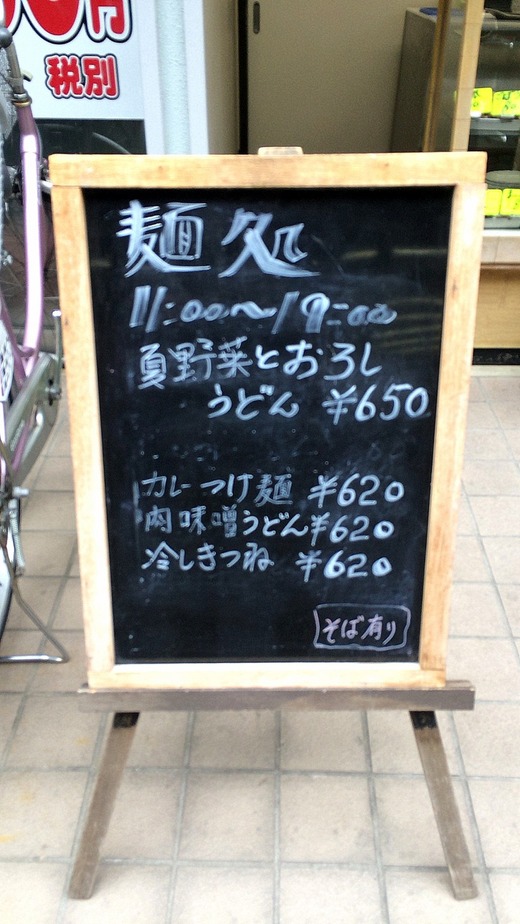 円
税別
麺処
11:00〜19:00
夏野菜とおろし
うどん ¥650
カレーつけ麺 ¥620
肉味噌うどん¥620
冷しきつね ¥620
そば有り